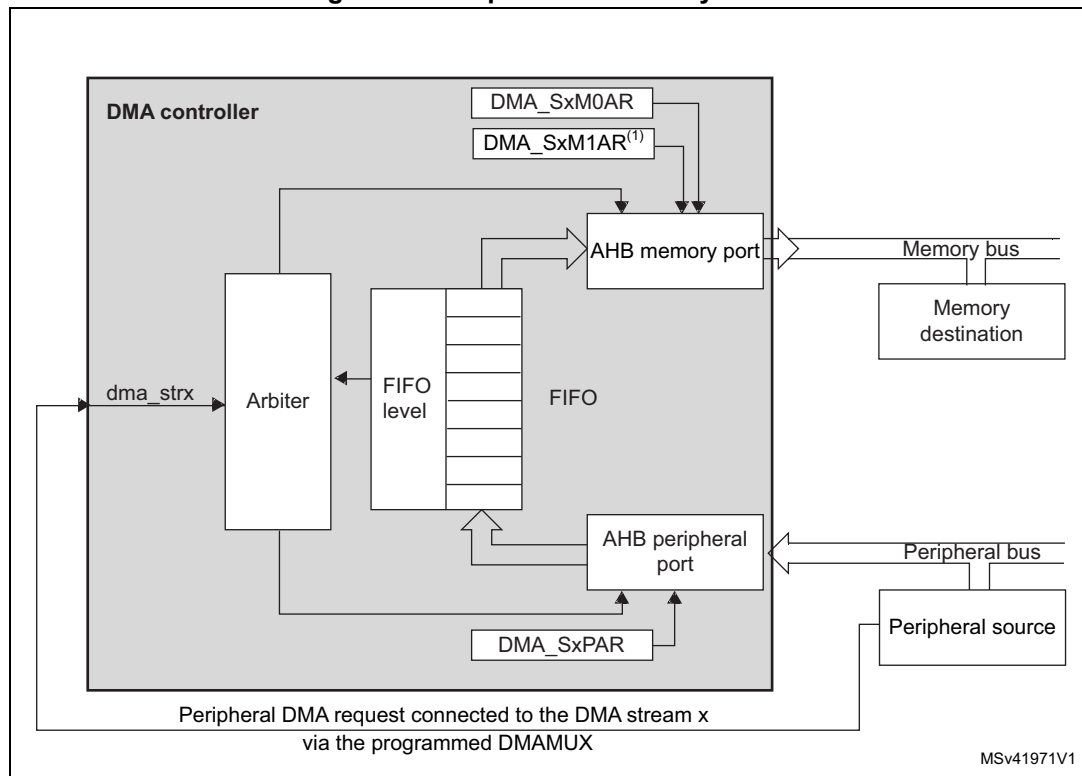 DMA controller
DMA_SxM0AR
DMA_SxM1AR(1)
AHB memory port
Memory bus
Memory
destination
dma_strx
Arbiter
FIFO
level
FIFO
AHB peripheral
port
Peripheral bus
DMA_SxPAR
Peripheral source
Peripheral DMA request connected to the DMA stream x
via the programmed DMAMUX
MSv41971V1